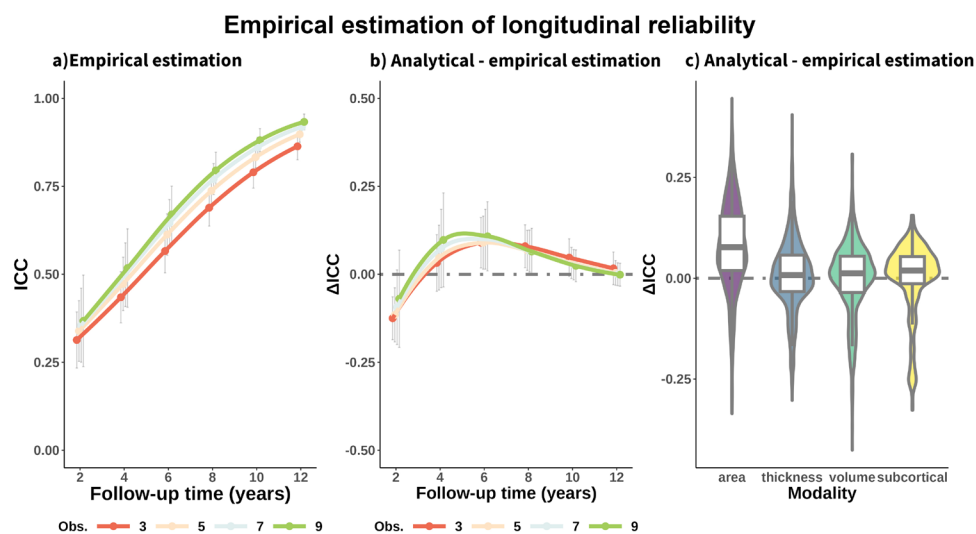 Empirical estimation of longitudinal reliability
a)Empirical estimation
b) Analytical - empirical estimation
c) Analytical - empirical estimation
ICC
1.00
0.75
0.50
0.25
0.00
2 4 6 8 10 12
Follow-up time (years)
Obs. 3 5 7 9
ΔICC
0.50
0.25
0.00
-0.25
-0.50
2 4 6 8 10 12
Follow-up time (years)
Obs. 3 5 7 9
ΔICC
0.25
0.00
-0.25
area thickness volume subcortical
Modality